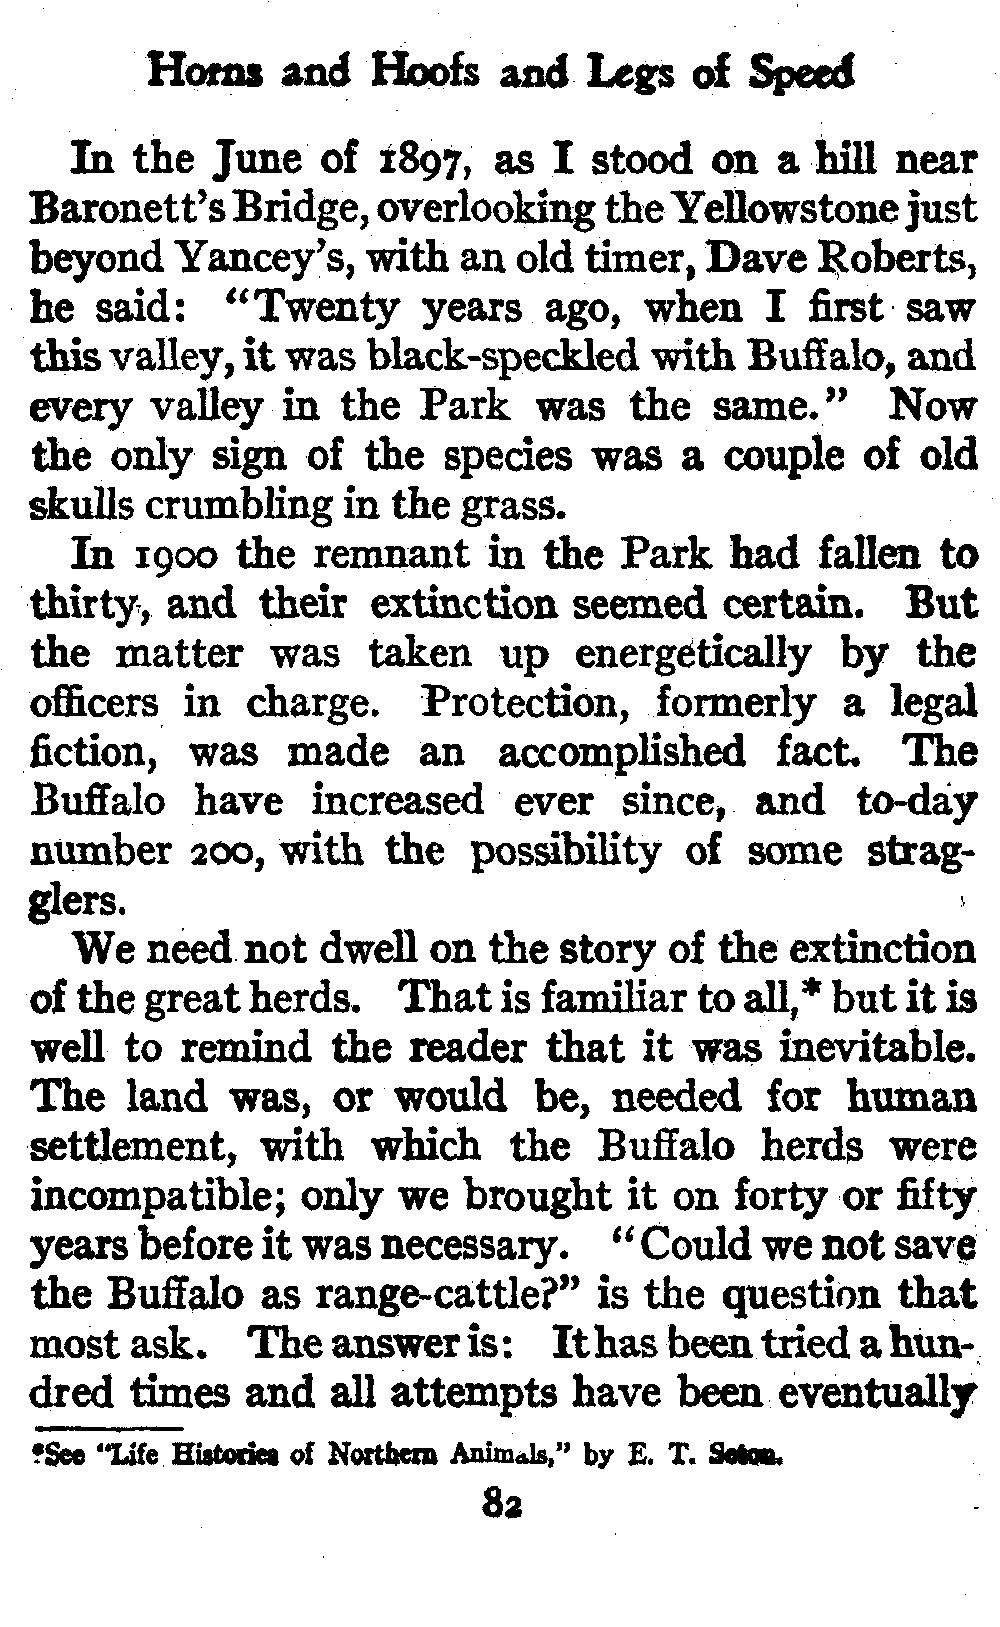 Horns and Hoofs and Legs of Speed
In the June of 1897, as I stood on a hill near
Baronett's Bridge, overlooking the Yellowstone just
beyond Yancey's, with an old timer, Dave Roberts,
he said: "Twenty years ago, when I first saw
this valley, it was black-speckled with Buffalo, and
every valley in the Park was the same." Now
the only sign of the species was a couple of old
skulls crumbling in the grass.
In 1900 the remnant in the Park had fallen to
thirty, and their extinction seemed certain. But
the matter was taken up energetically by the
officers in charge. Protection, formerly a legal
fiction, was made an accomplished fact. The
Buffalo have increased ever since, and to-day
number 200, with the possibility of some strag-
glers.
We need not dwell on the story of the extinction
of the great herds. That is familiar to all,* but it is
well to remind the reader that it was inevitable.
The land was, or would be, needed for human
settlement, with which the Buffalo herds were
incompatible; only we brought it on forty or fifty
years before it was necessary. "Could we not save
the Buffalo as range-cattle?" is the question that
most ask. The answer is: It has been tried a hun-
dred times and all attempts have been eventually
*See "Life Histories of Northern Animals," by E. T. Seton.
82